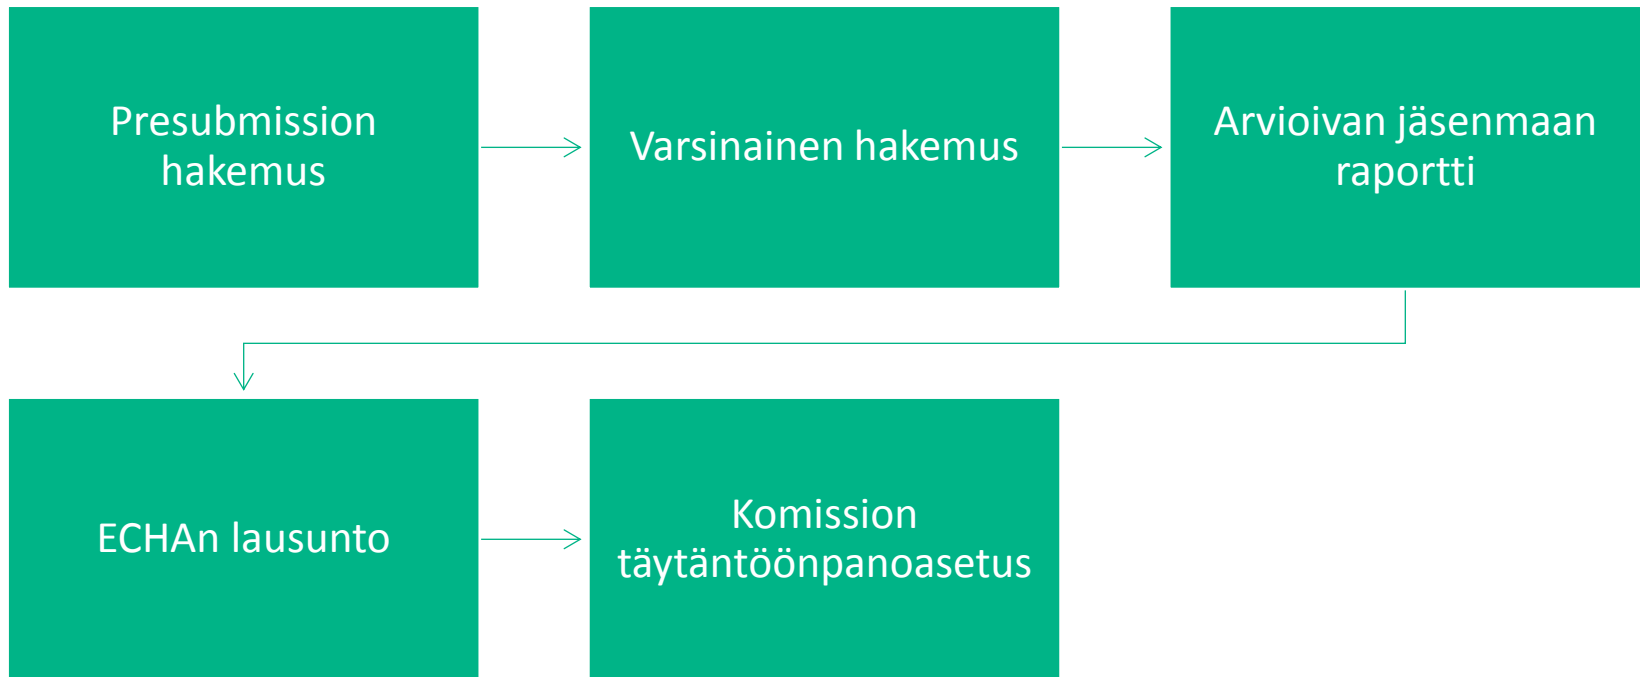 Presubmission
hakemus
Varsinainen hakemus
Arvioivan jäsenmaan
raportti
ECHAn lausunto
Komission
täytäntöönpanoasetus